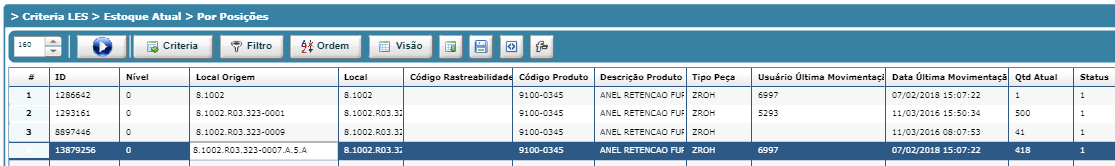 > Criteria LES > Estoque Atual > Por Posições
160 Criteria Filtro Ordem Visão
# ID Nível Local Origem Local Código Rastreabilidade Código Produto Descrição Produto Tipo Peça Usuário Última Movimentaçã Data Última Movimentaçã Qtd Atual Status
1 1286642 0 8.1002 8.1002 9100-0345 ANEL RETENCAO FUF ZROH 6997 07/02/2018 15:07:22 1 1
2 1293161 0 8.1002.R03.323-0001 8.1002.R03.32 9100-0345 ANEL RETENCAO FUF ZROH 5293 11/03/2016 15:50:34 500 1
3 8897446 0 8.1002.R03.323-0009 8.1002.R03.32 9100-0345 ANEL RETENCAO FUF ZROH 11/03/2016 08:07:53 41 1
13879256 0 8.1002.R03.323-0007.A.5.A 8.1002.R03.32 9100-0345 ANEL RETENCAO FUF ZROH 6997 07/02/2018 15:07:22 418 1